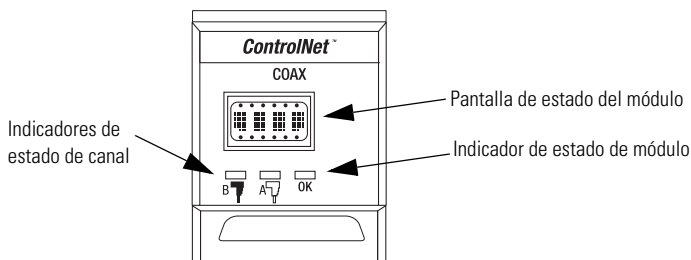 ControlNet™
COAX
Pantalla de estado del módulo
Indicadores de
estado de canal
Indicador de estado de módulo
B A OK